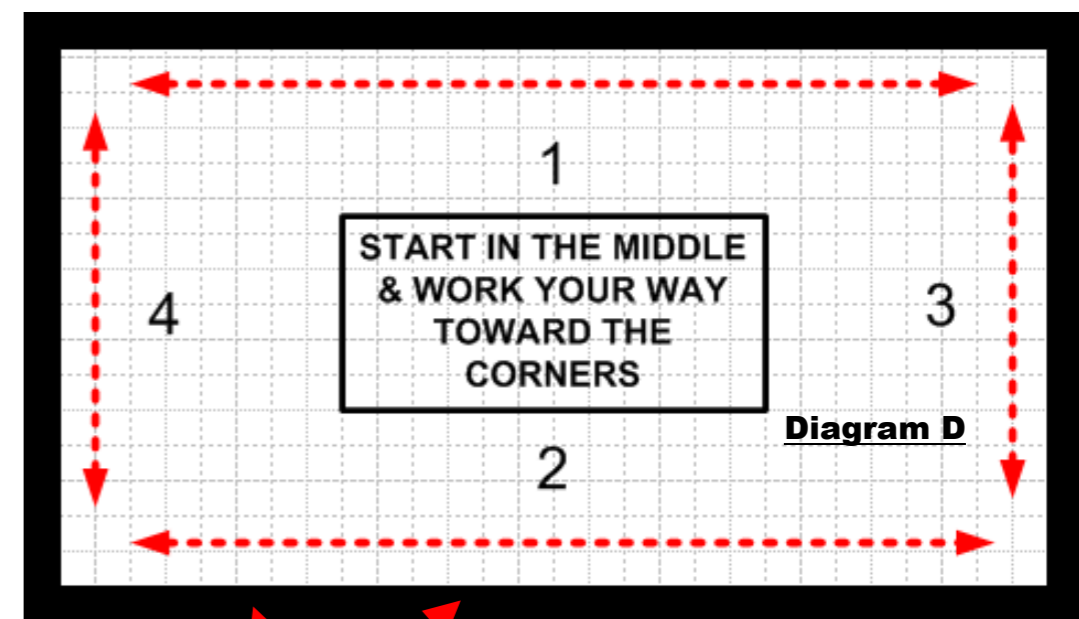 1
START IN THE MIDDLE
& WORK YOUR WAY
TOWARD THE
CORNERS
4
3
Diagram D
2